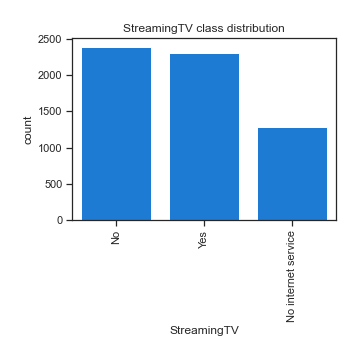 StreamingTV class distribution
2500
2000
1500
1000
500
0
count
No
Yes
No internet service
StreamingTV